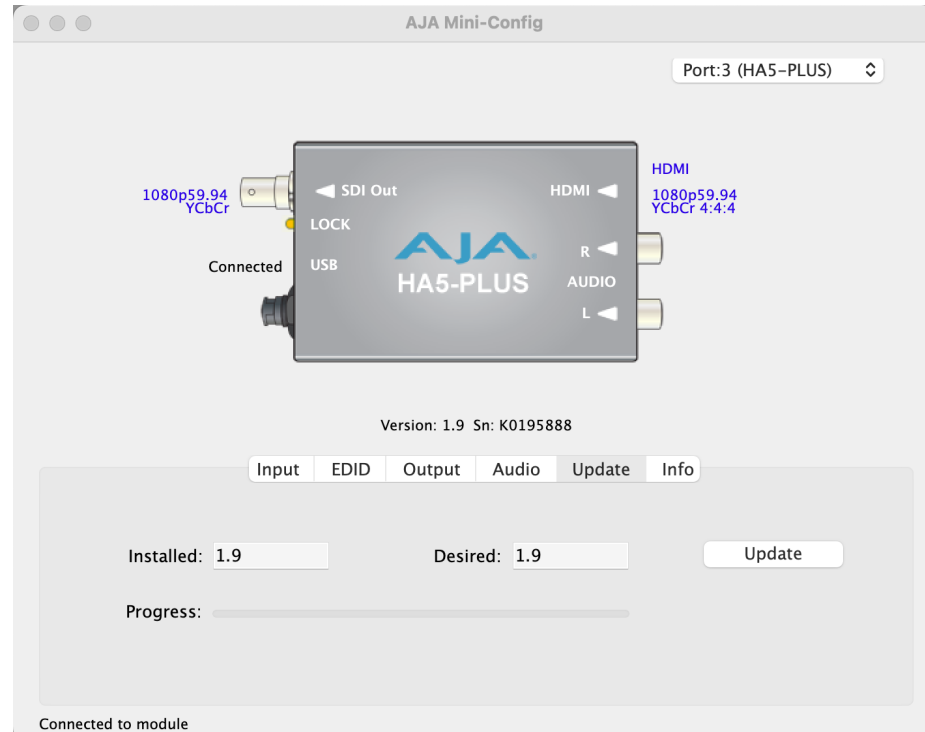 AJA Mini-Config
Port:3 (HA5-PLUS)
HDMI
1080p59.94
YCbCr
SDI Out
HDMI
1080p59.94
YCbCr 4:4:4
LOCK
Connected
USB
AJA
R
HA5-PLUS
AUDIO
L
Version: 1.9 Sn: K0195888
Input EDID Output Audio Update Info
Installed: 1.9 Desired: 1.9 Update
Progress:
Connected to module